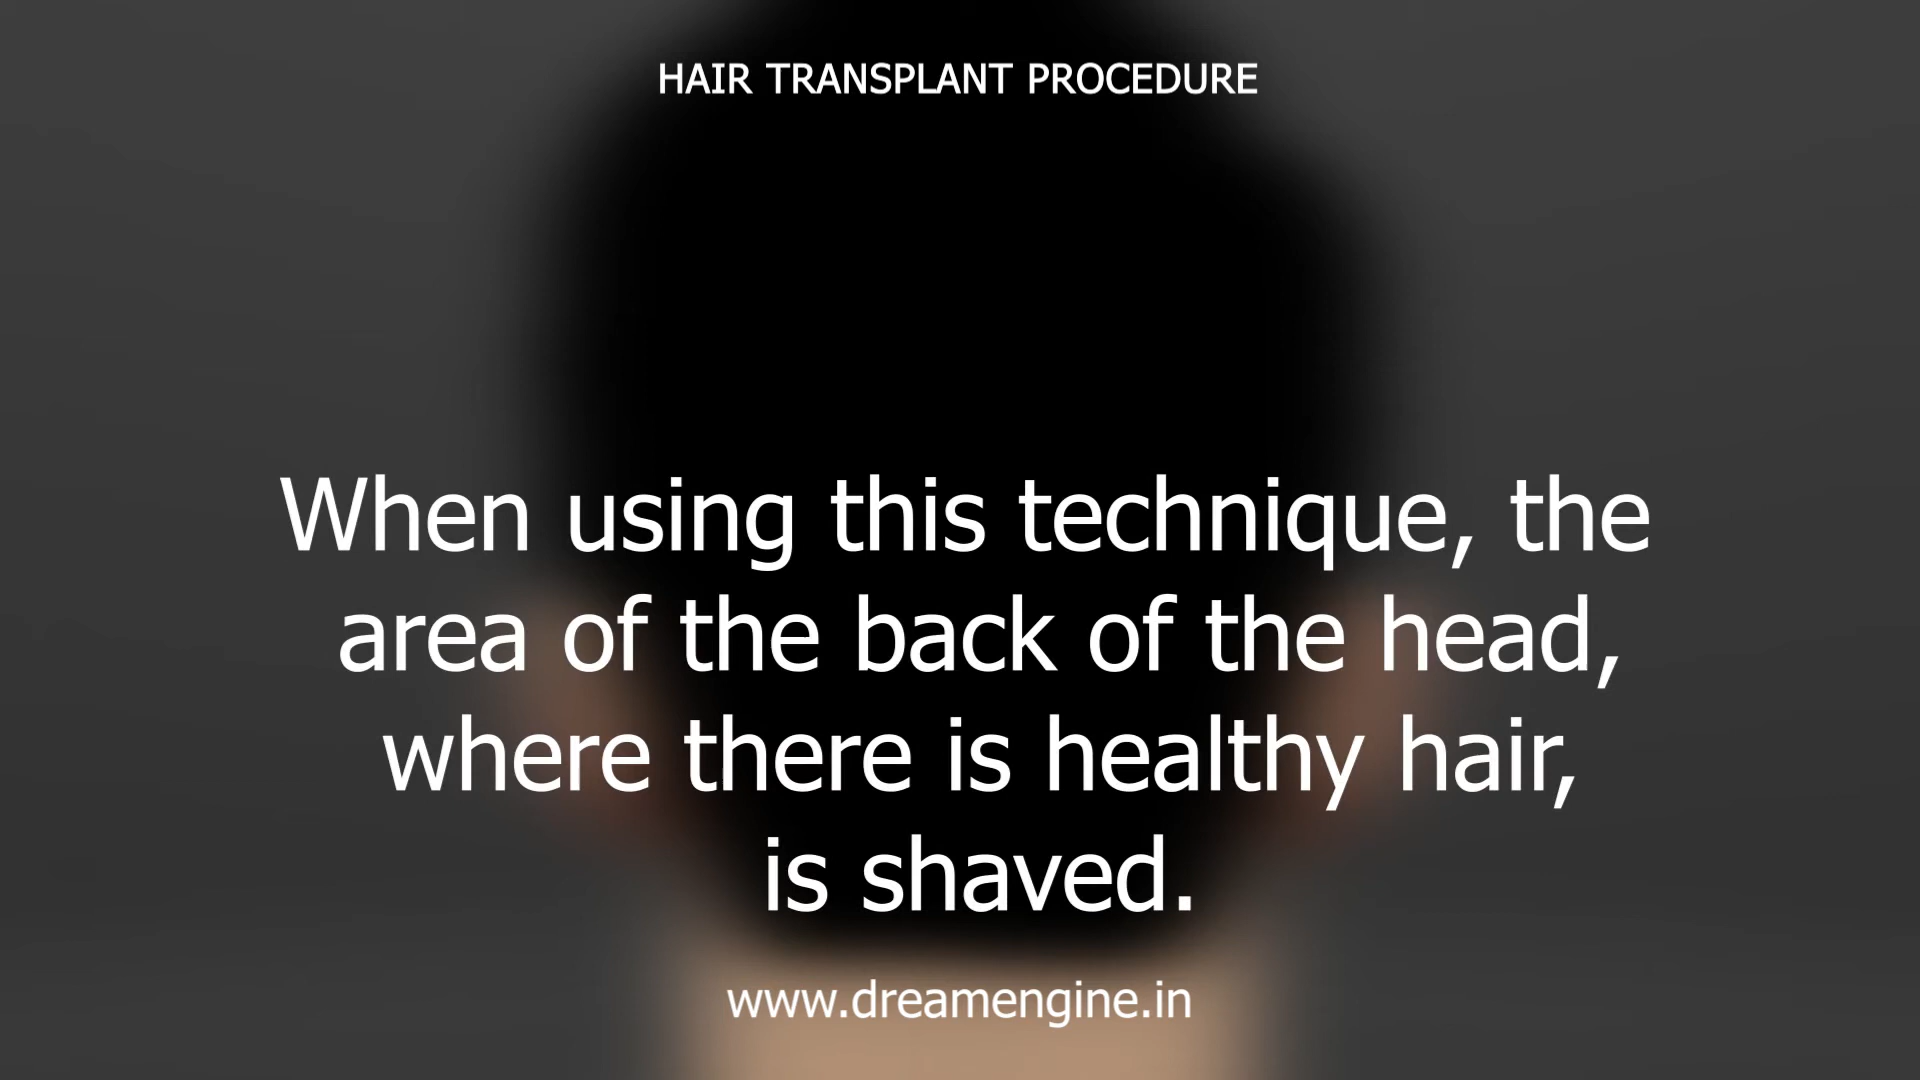 HAIR TRANSPLANT PROCEDURE
When using this technique, the
area of the back of the head,
where there is healthy hair,
is shaved.
www.dreamengine.in